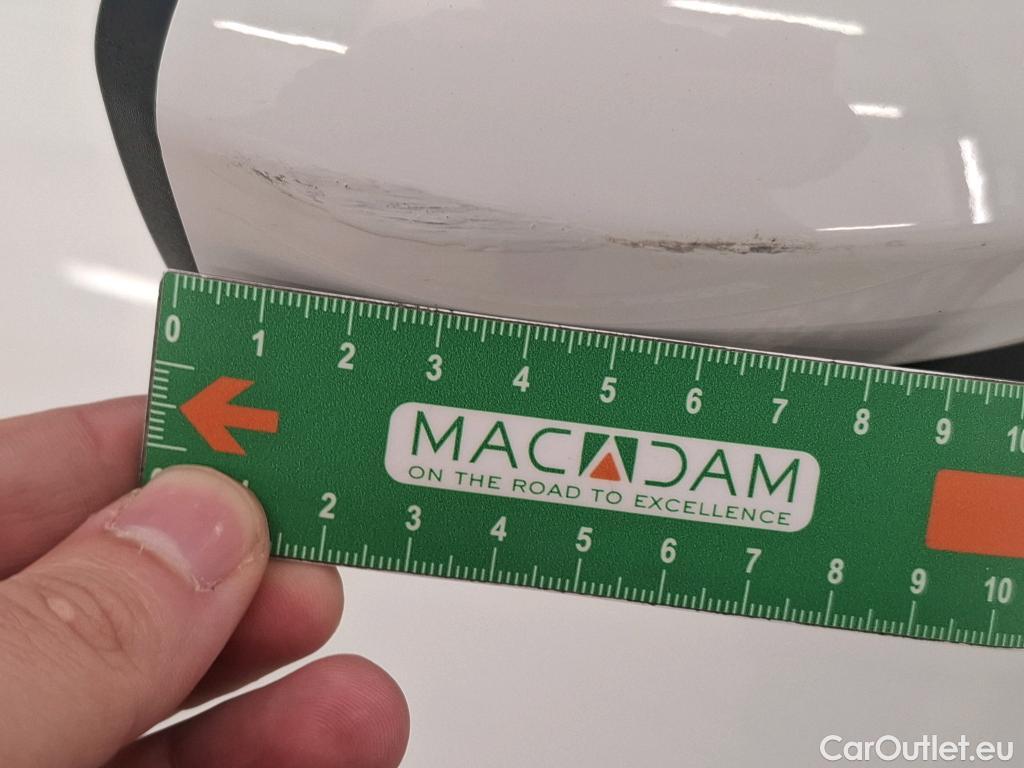 0 1 2 3 4 5 6 7 8 9 10
MACADAM
ON THE ROAD TO EXCELLENCE
2 3 4 5 6 7 8 9 10
CarOutlet.eu